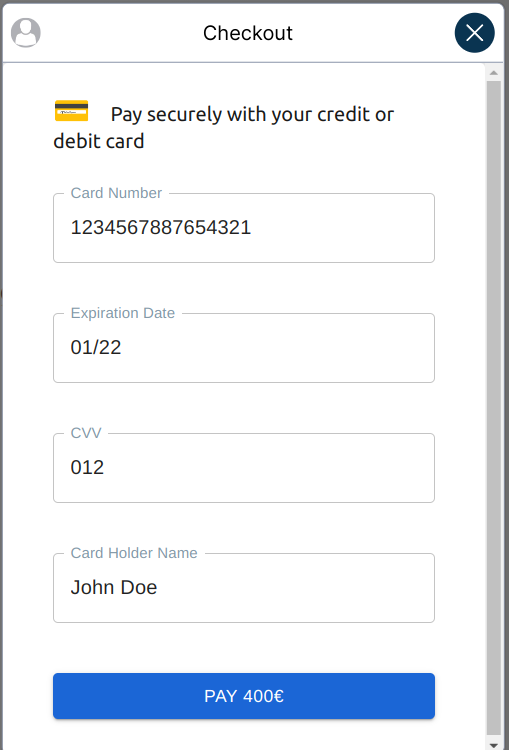 Checkout
Pay securely with your credit or
debit card
Card Number
1234567887654321
Expiration Date
01/22
CVV
012
Card Holder Name
John Doe
PAY 400€